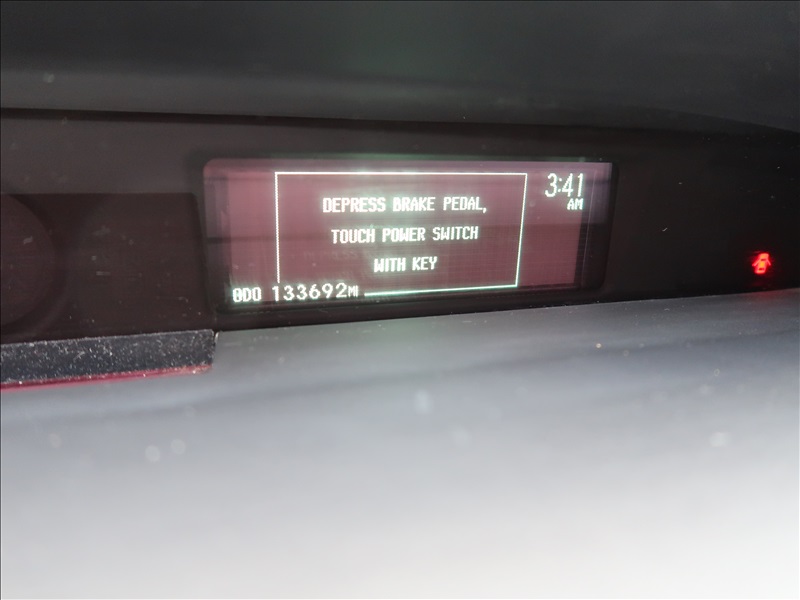 3:41
AM
DEPRESS BRAKE PEDAL,
TOUCH POWER SWITCH
WITH KEY
ODO 133692MI